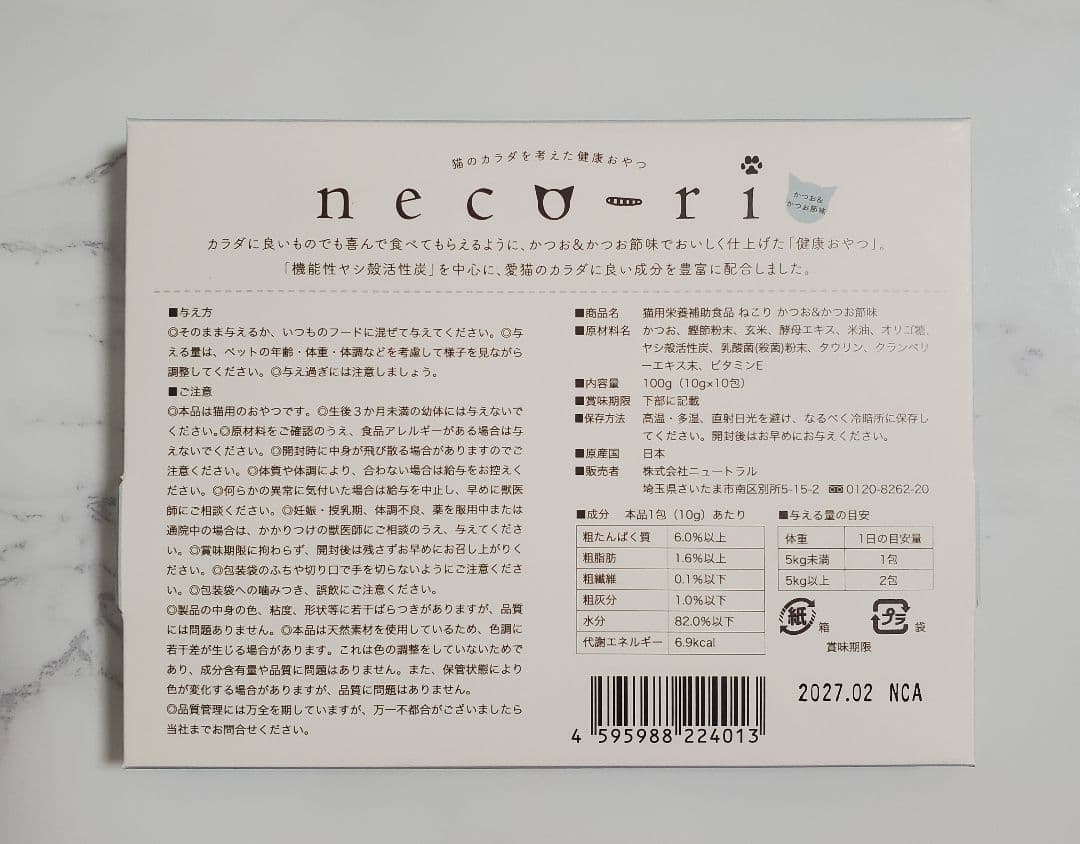 猫のカラダを考えた健康おやつ
neco-ri
かつお&
かつお節味
カラダに良いものでも喜んで食べてもらえるように、かつお&かつお節味でおいしく仕上げた「健康おやつ」。
「機能性ヤシ殻活性炭」を中心に、愛猫のカラダに良い成分を豊富に配合しました。
■与え方
◎そのまま与えるか、いつものフードに混ぜて与えてください。◎与
える量は、ペットの年齢・体重・体調などを考慮して様子を見ながら
調整してください。◎与え過ぎには注意しましょう。
■ご注意
◎本品は猫用のおやつです。◎生後3か月未満の幼体には与えないで
ください。◎原材料をご確認のうえ、食品アレルギーがある場合は与
えないでください。◎開封時に中身が飛び散る場合がありますのでご
注意ください。◎体質や体調により、合わない場合は給与をお控えく
ださい。◎何らかの異常に気付いた場合は給与を中止し、早めに獣医
師にご相談ください。◎妊娠・授乳期、体調不良、薬を服用中または
通院中の場合は、かかりつけの獣医師にご相談のうえ、与えてくださ
い。◎賞味期限に拘わらず、開封後は残さずお早めにお召し上がりく
ださい。◎包装袋のふちや切り口で手を切らないようにご注意くださ
い。◎包装袋への噛みつき、誤飲にご注意ください。
◎製品の中身の色、粘度、形状等に若干ばらつきがありますが、品質
には問題ありません。◎本品は天然素材を使用しているため、色調に
若干差が生じる場合があります。これは色の調整をしていないためで
あり、成分含有量や品質に問題はありません。また、保管状態により
色が変化する場合がありますが、品質に問題はありません。
◎品質管理には万全を期していますが、万一不都合がございましたら
当社までお問合せください。
■商品名 猫用栄養補助食品 ねこり かつお&かつお節味
■原材料名 かつお、鰹節粉末、玄米、酵母エキス、米油、オリゴ糖、
ヤシ殻活性炭、乳酸菌(殺菌)粉末、タウリン、クランベリ
ーエキス末、ビタミンE
■内容量 100g（10g×10包）
■賞味期限 下部に記載
■保存方法 高温・多湿、直射日光を避け、なるべく冷暗所に保存し
てください。開封後はお早めにお与えください。
■原産国 日本
■販売者 株式会社ニュートラル
埼玉県さいたま市南区別所5-15-2 0120-8262-20
■成分 本品1包（10g）あたり
粗たんぱく質 6.0%以上
粗脂肪 1.6%以上
粗繊維 0.1%以下
粗灰分 1.0%以下
水分 82.0%以下
代謝エネルギー 6.9kcal
■与える量の目安
体重 1日の目安量
5kg未満 1包
5kg以上 2包
紙 箱 プラ 袋
賞味期限
2027.02 NCA
4 595988 224013